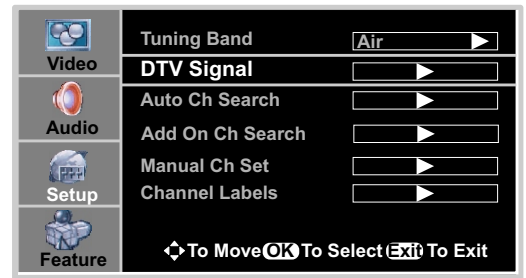 Video
Audio
Setup
Feature
Tuning Band Air
DTV Signal
Auto Ch Search
Add On Ch Search
Manual Ch Set
Channel Labels
To Move OK To Select Exit To Exit